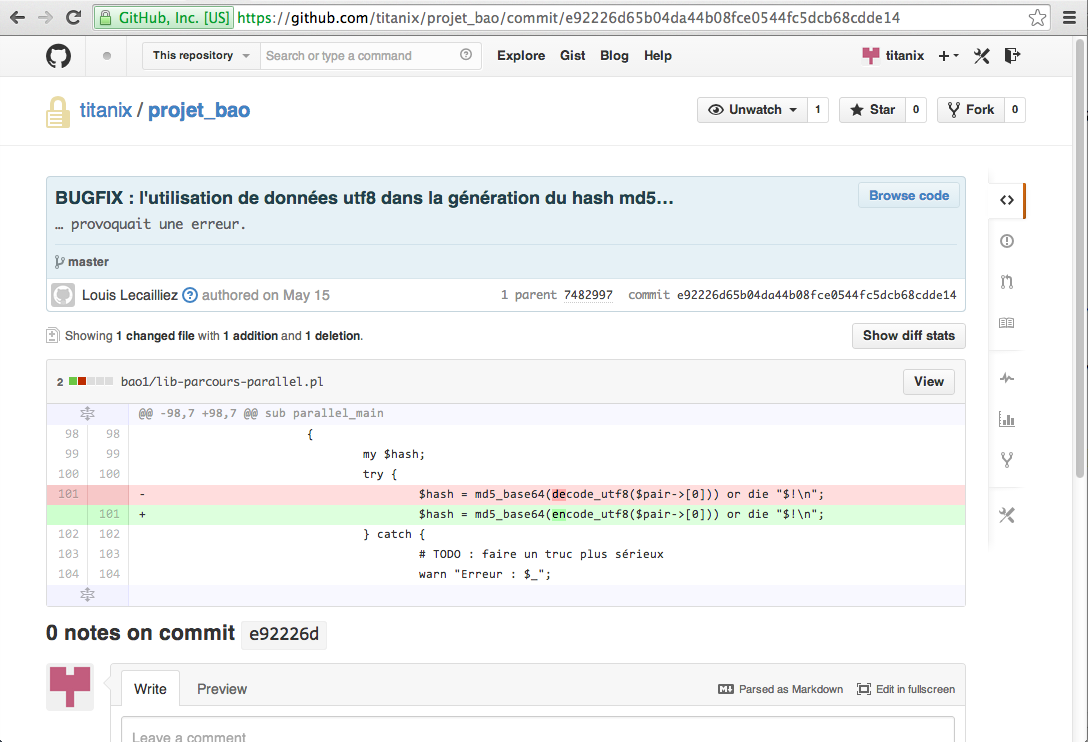 GitHub, Inc. [US] https://github.com/titanix/projet_bao/commit/e92226d65b04da44b08fce0544fc5dcb68cdde14
This repository Search or type a command Explore Gist Blog Help titanix
titanix / projet_bao Unwatch 1 Star 0 Fork 0
BUGFIX : l'utilisation de données utf8 dans la génération du hash md5… Browse code
… provoquait une erreur.
master
Louis Lecailliez ? authored on May 15 1 parent 7482997 commit e92226d65b04da44b08fce0544fc5dcb68cdde14
Showing 1 changed file with 1 addition and 1 deletion. Show diff stats
2 bao1/lib-parcours-parallel.pl View
@@ -98,7 +98,7 @@ sub parallel_main
98 98 {
99 99 my $hash;
100 100 try {
101 - $hash = md5_base64(decode_utf8($pair->[0])) or die "$!\n";
101 + $hash = md5_base64(encode_utf8($pair->[0])) or die "$!\n";
102 102 } catch {
103 103 # TODO : faire un truc plus sérieux
104 104 warn "Erreur : $_";
0 notes on commit e92226d
Write Preview Parsed as Markdown Edit in fullscreen
Leave a comment